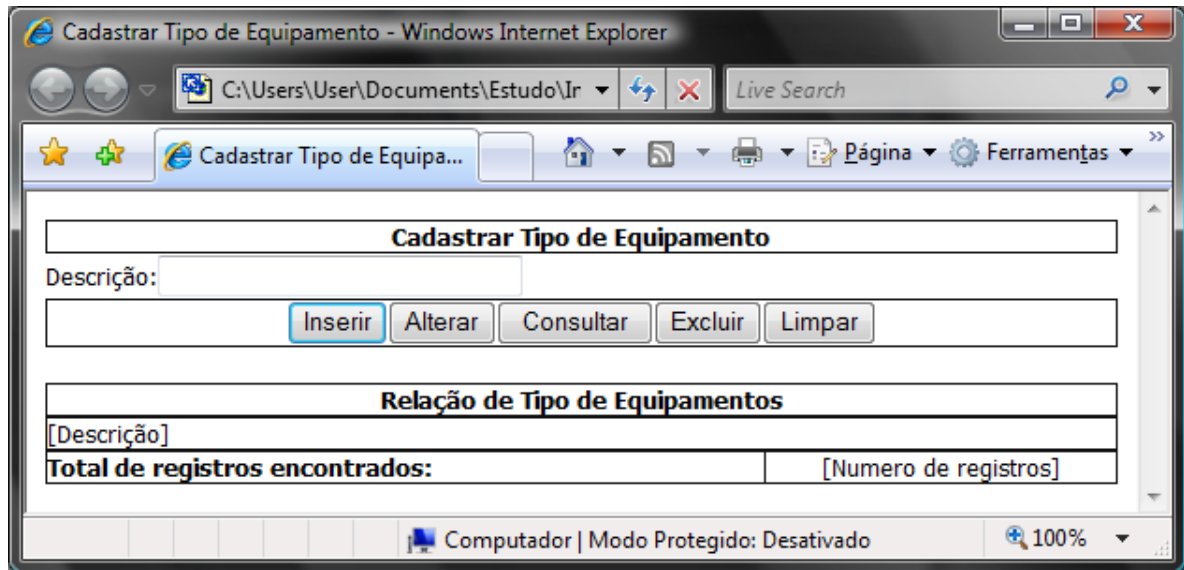 Cadastrar Tipo de Equipamento - Windows Internet Explorer
C:\Users\User\Documents\Estudo\Ir Live Search
Cadastrar Tipo de Equipa... Página Ferramentas »
Cadastrar Tipo de Equipamento
Descrição:
Inserir Alterar Consultar Excluir Limpar
Relação de Tipo de Equipamentos
[Descrição]
Total de registros encontrados: [Numero de registros]
Computador | Modo Protegido: Desativado 100%